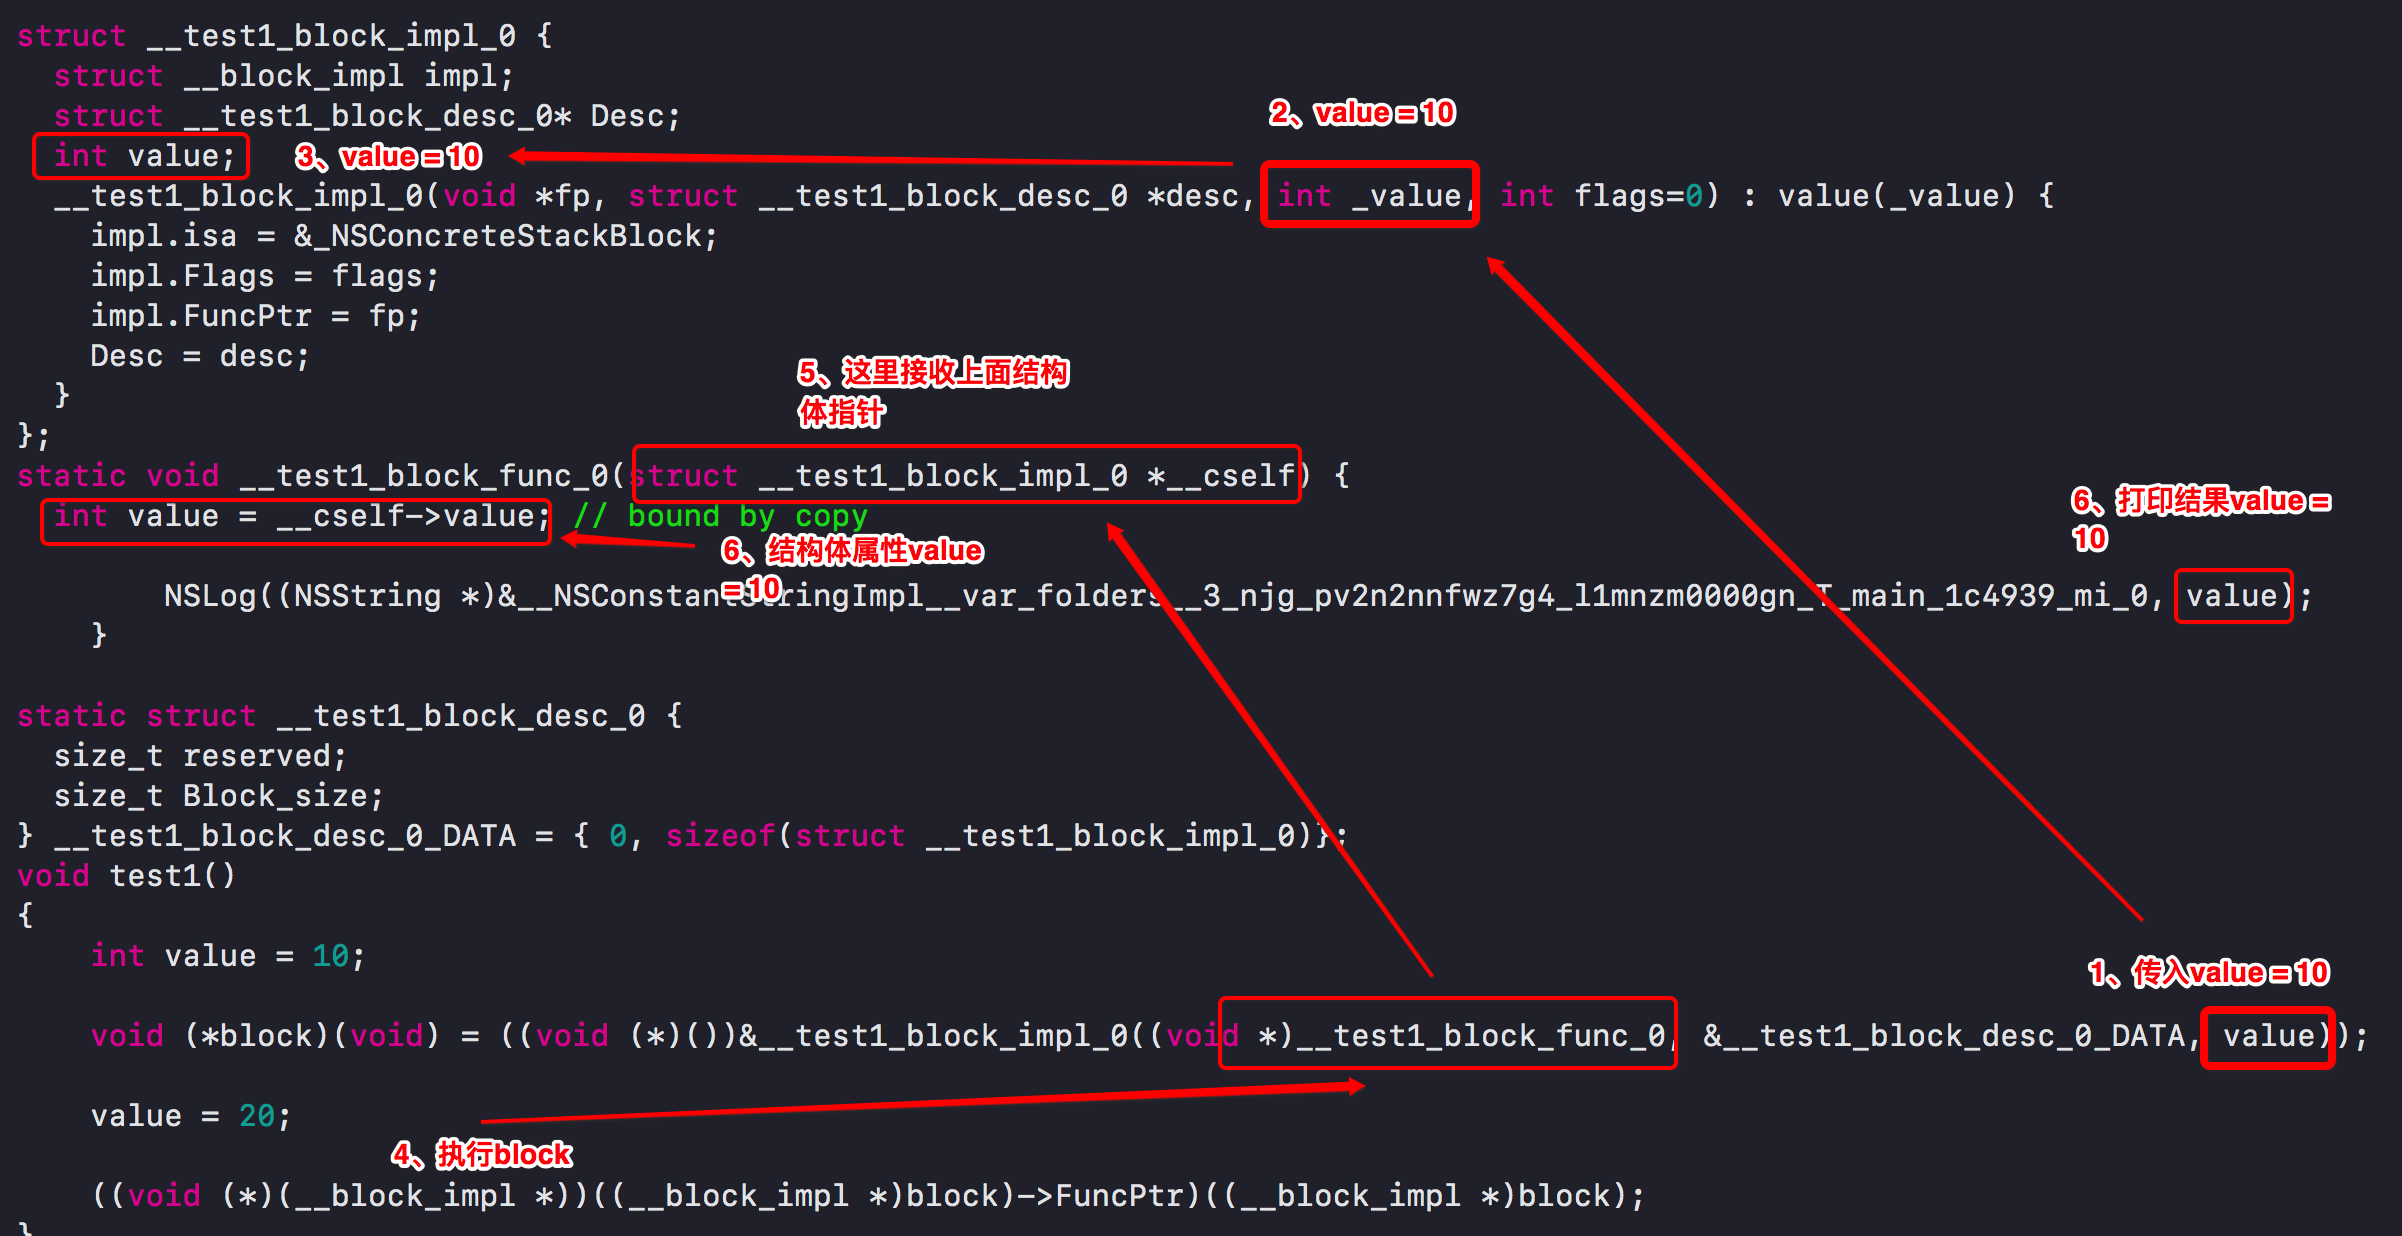 struct __test1_block_impl_0 {
struct __block_impl impl;
struct __test1_block_desc_0* Desc;
2、value = 10
int value;
3、value = 10
__test1_block_impl_0(void *fp, struct __test1_block_desc_0 *desc, int _value, int flags=0) : value(_value) {
impl.isa = &_NSConcreteStackBlock;
impl.Flags = flags;
impl.FuncPtr = fp;
Desc = desc;
}
};
5、这里接收上面结构
体指针
static void __test1_block_func_0(struct __test1_block_impl_0 *__cself) {
int value = __cself->value; // bound by copy
6、打印结果value =
10
6、结构体属性value
= 10
NSLog((NSString *)&__NSConstantStringImpl__var_folders__3_njg_pv2n2nnfwz7g4_l1mnzm0000gn_T_main_1c4939_mi_0, value);
}
static struct __test1_block_desc_0 {
size_t reserved;
size_t Block_size;
} __test1_block_desc_0_DATA = { 0, sizeof(struct __test1_block_impl_0)};
void test1()
{
int value = 10;
1、传入value = 10
void (*block)(void) = ((void (*)())&__test1_block_impl_0((void *)__test1_block_func_0, &__test1_block_desc_0_DATA, value));
value = 20;
4、执行block
((void (*)(__block_impl *))((__block_impl *)block)->FuncPtr)((__block_impl *)block);
}